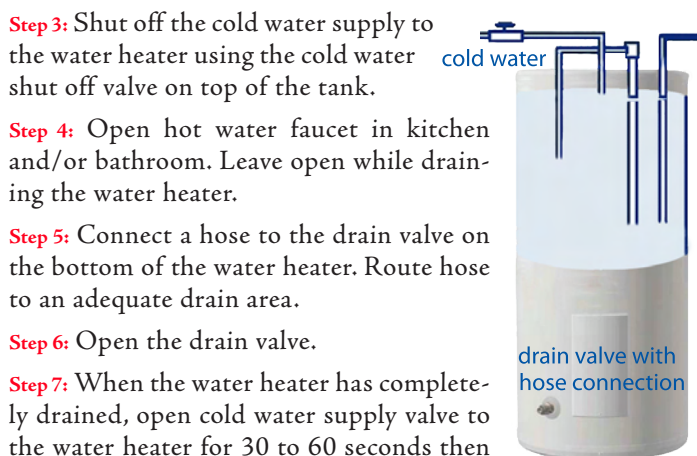 Step 3: Shut off the cold water supply to
the water heater using the cold water
shut off valve on top of the tank.
Step 4: Open hot water faucet in kitchen
and/or bathroom. Leave open while drain-
ing the water heater.
Step 5: Connect a hose to the drain valve on
the bottom of the water heater. Route hose
to an adequate drain area.
Step 6: Open the drain valve.
Step 7: When the water heater has complete-
ly drained, open cold water supply valve to
the water heater for 30 to 60 seconds then
cold water
drain valve with
hose connection